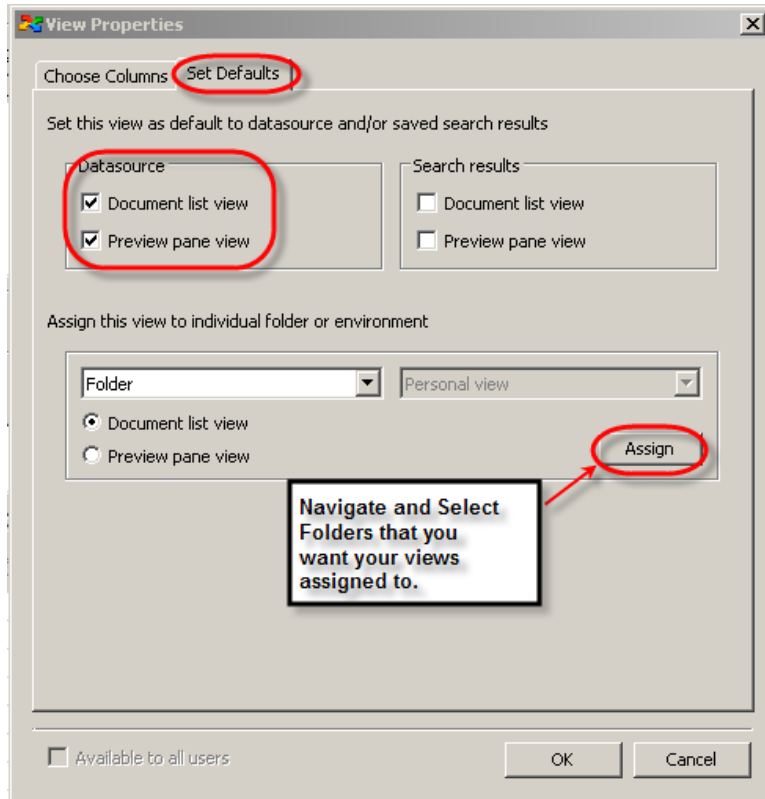 View Properties
Choose Columns Set Defaults
Set this view as default to datasource and/or saved search results
Datasource Search results
Document list view Document list view
Preview pane view Preview pane view
Assign this view to individual folder or environment
Folder Personal view
Document list view
Preview pane view
Assign
Navigate and Select
Folders that you
want your views
assigned to.
Available to all users OK Cancel